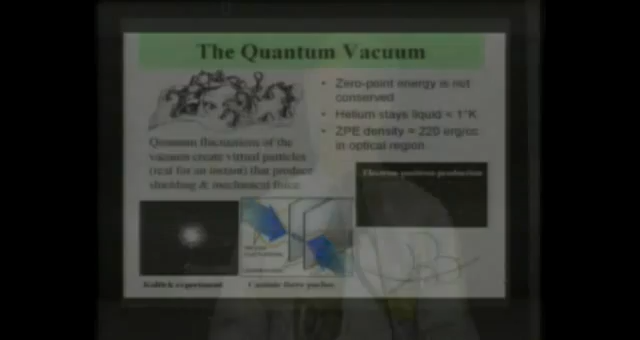 The Quantum Vacuum
• Zero-point energy is not
conserved
• Helium stays liquid < 1°K
• ZPE density = 220 erg/cc
in optical region
Quantum fluctuations of the
vacuum create virtual particles
(real for an instant) that produce
shielding & mechanical force
Electron-positron production
experiment
Casimir force pushes